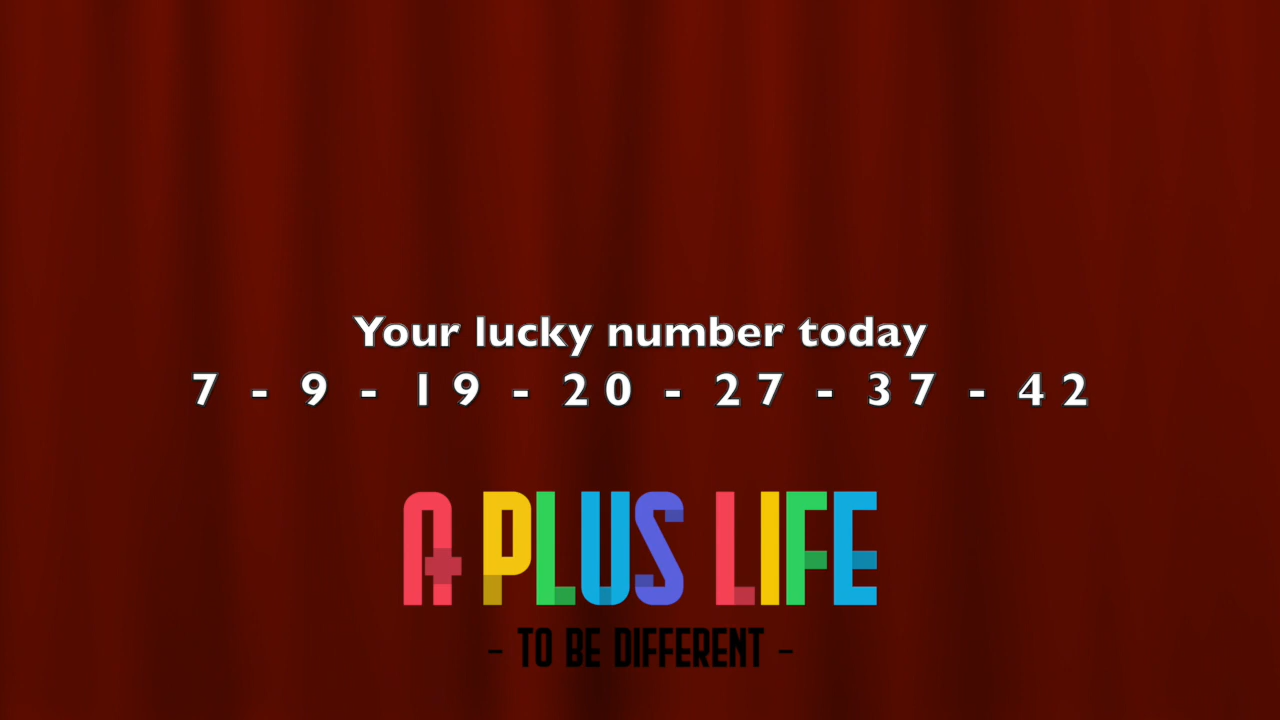 Your lucky number today
7 - 9 - 19 - 20 - 27 - 37 - 42
A PLUS LIFE
- TO BE DIFFERENT -